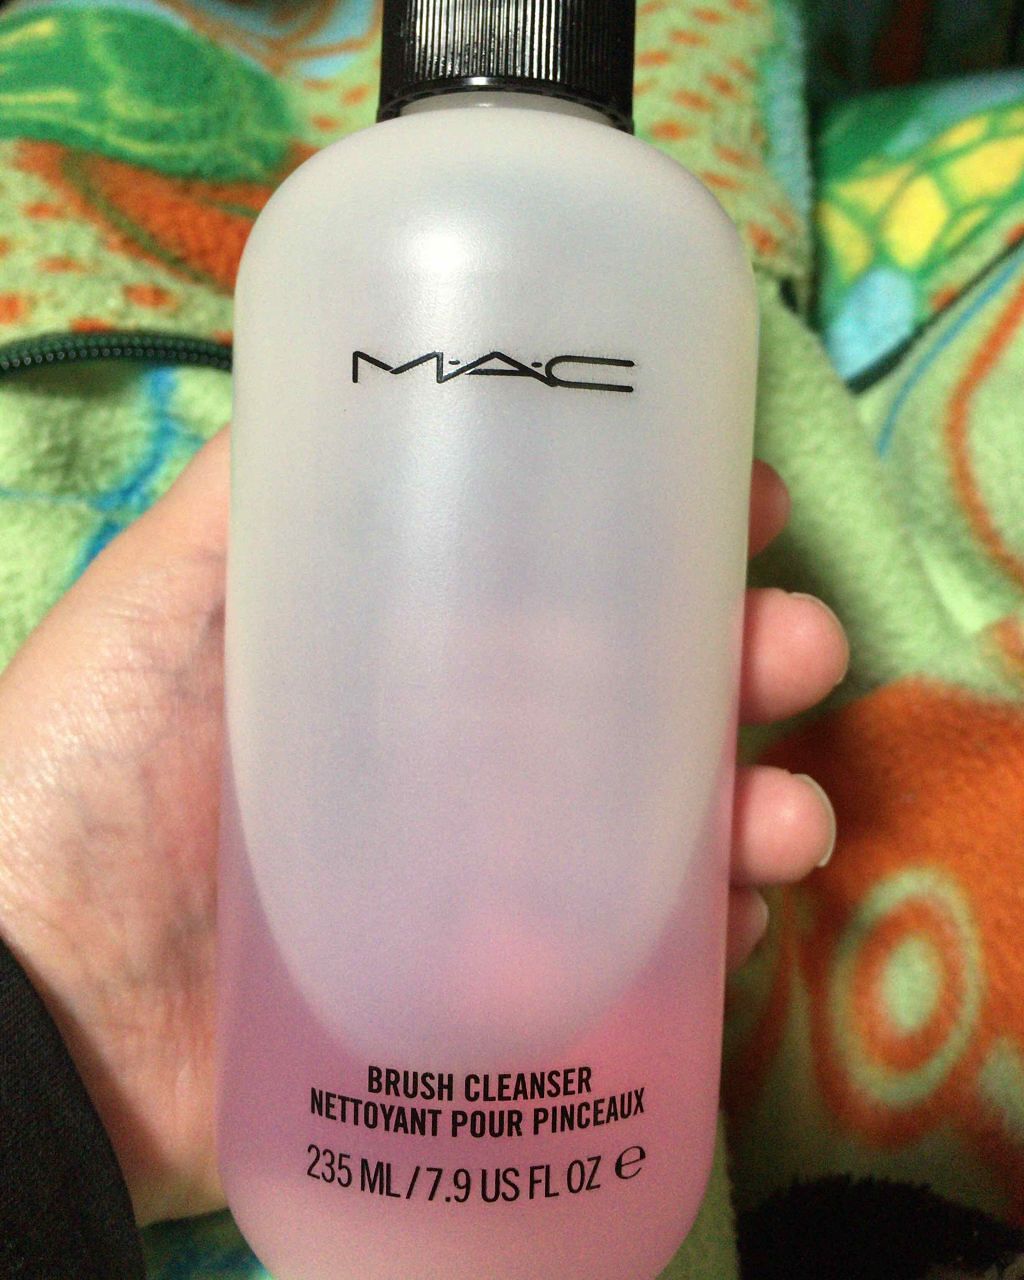 M·A·C
BRUSH CLEANSER
NETTOYANT POUR PINCEAUX
235 ML / 7.9 US FL OZ ℮